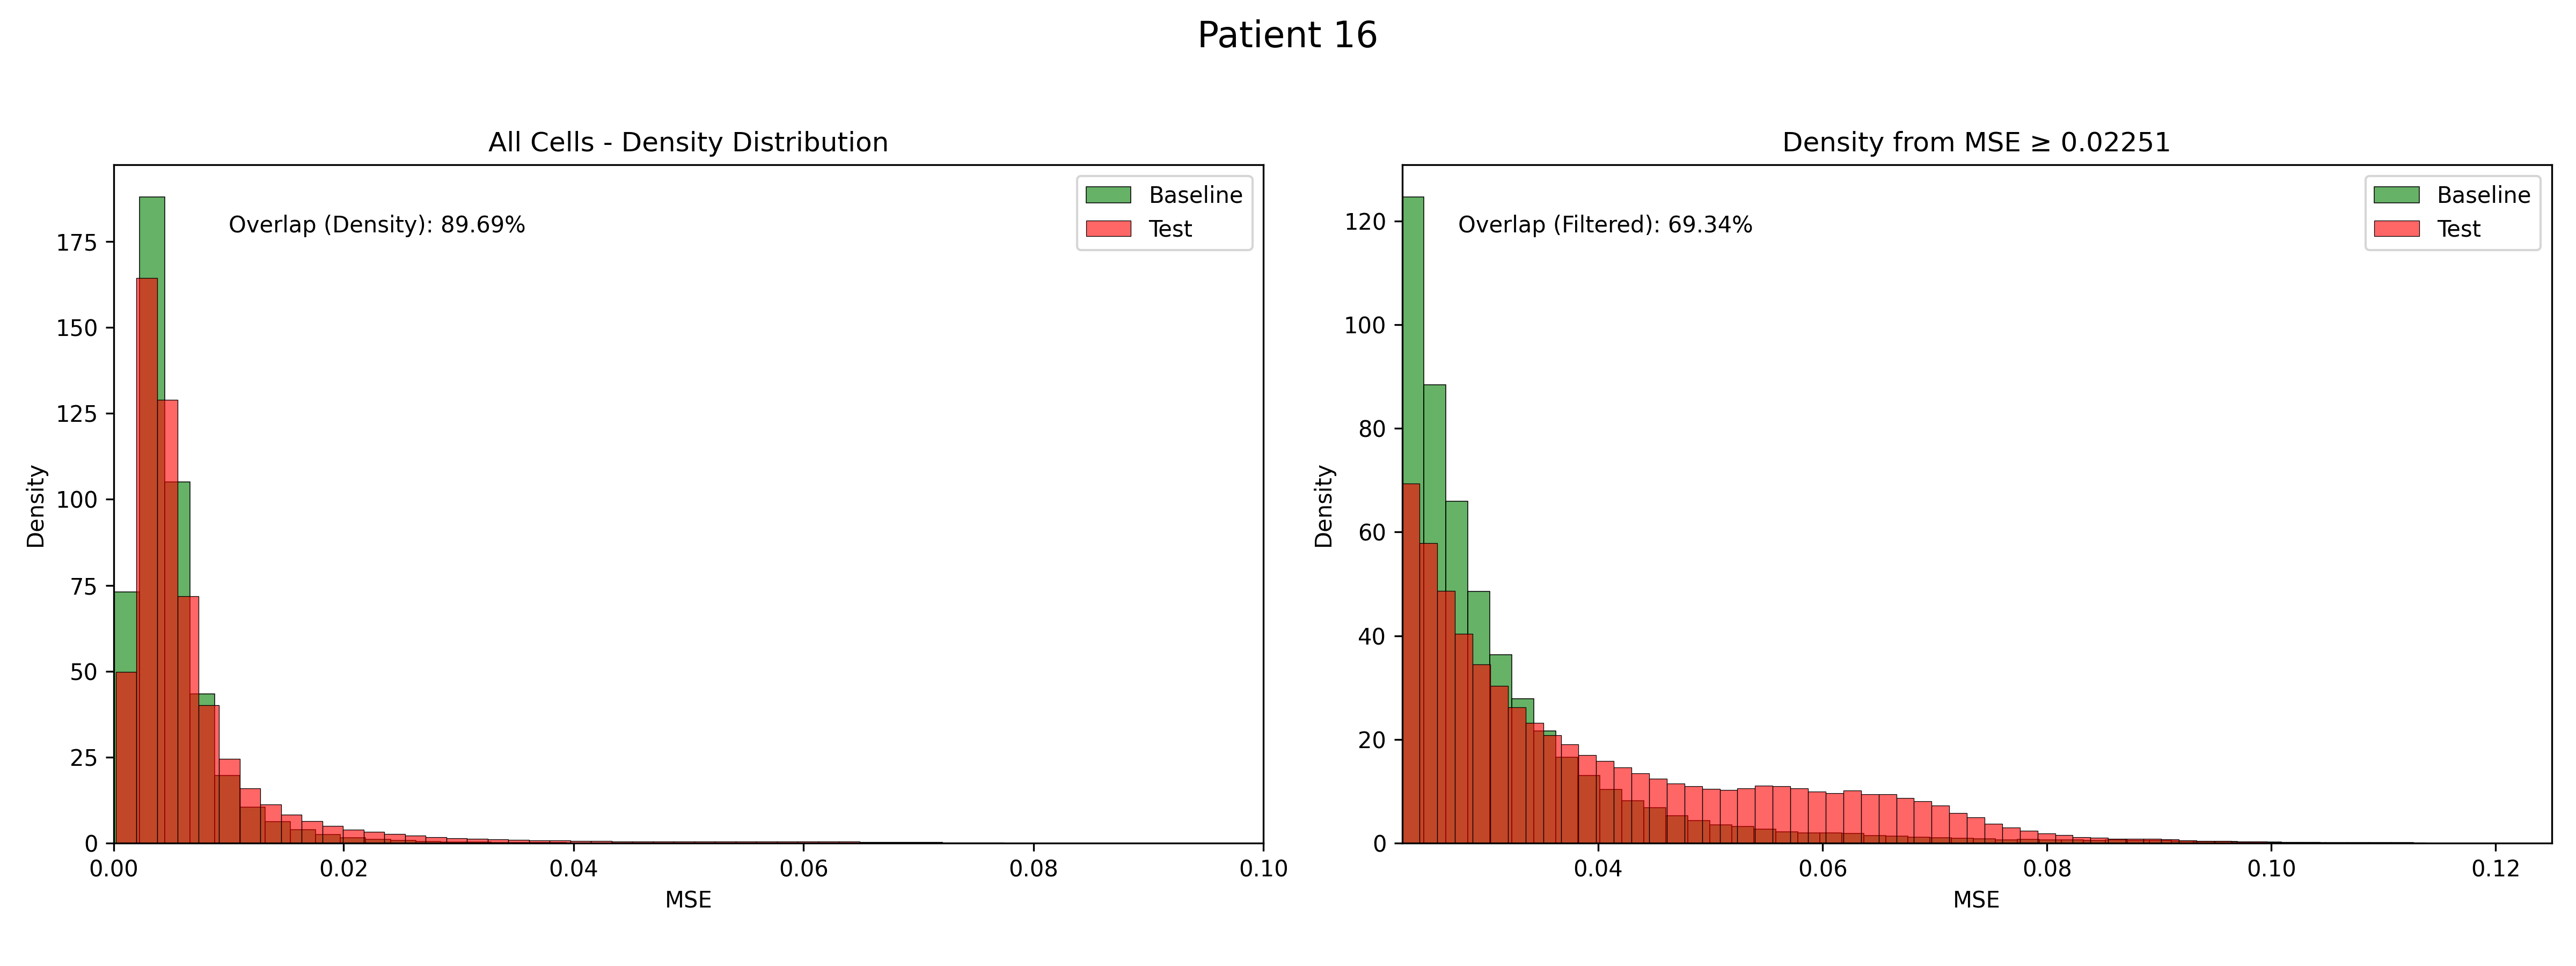 Patient 16
All Cells - Density Distribution
Overlap (Density): 89.69%
Baseline
Test
Density
175
150
125
100
75
50
25
0
0.00 0.02 0.04 0.06 0.08 0.10
MSE
Density from MSE ≥ 0.02251
Overlap (Filtered): 69.34%
Baseline
Test
Density
120
100
80
60
40
20
0
0.04 0.06 0.08 0.10 0.12
MSE